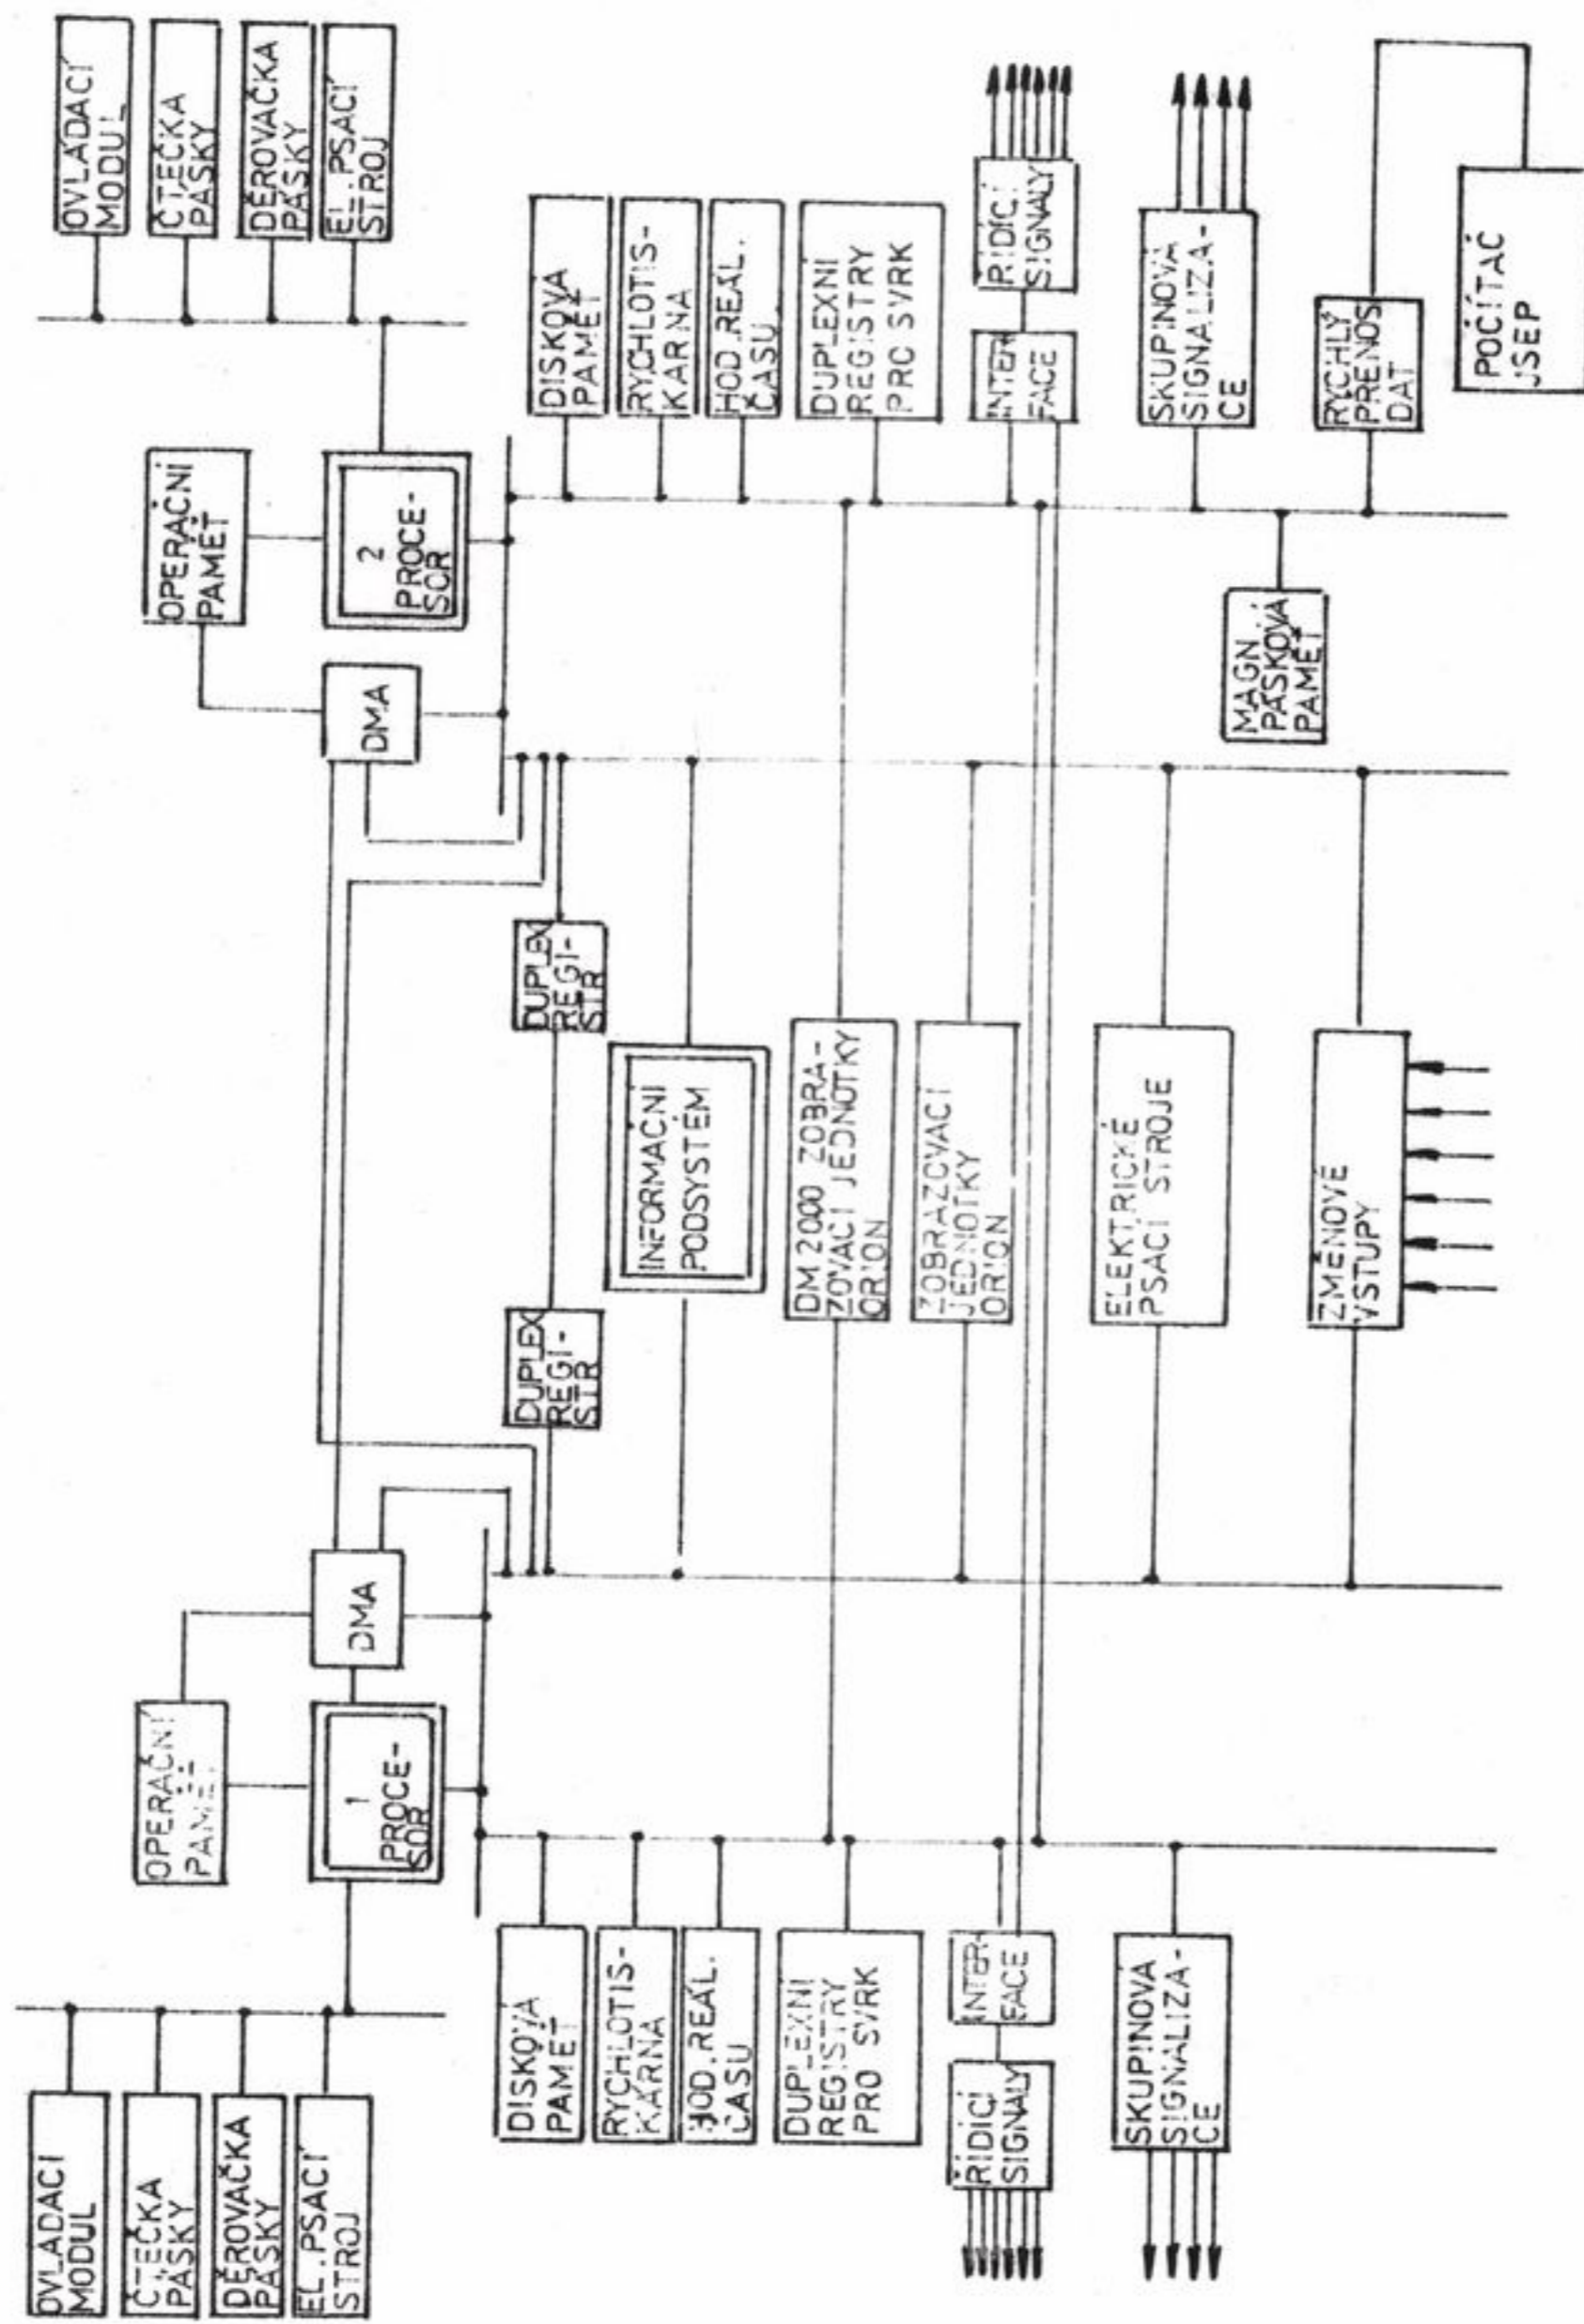 OVLÁDACÍ
MODUL
ČTEČKA
PÁSKY
DĚROVAČKA
PÁSKY
EL.PSACÍ
STROJ
OPERAČNÍ
PAMĚŤ
1
PROCE-
SOR
DMA
DMA
2
PROCE-
SOR
OPERAČNÍ
PAMĚŤ
OVLÁDACÍ
MODUL
ČTEČKA
PÁSKY
DĚROVAČKA
PÁSKY
EL.PSACÍ
STROJ
DISKOVÁ
PAMĚŤ
RYCHLOTIS-
KÁRNA
HOD.REÁL.
ČASU
DUPLEXNÍ
REGISTRY
PRO SVRK
INTER-
FACE
ŘÍDÍCÍ
SIGNÁLY
SKUPINOVÁ
SIGNALIZA-
CE
DUPLEX
REGI-
STR
DUPLEX
REGI-
STR
INFORMAČNÍ
PODSYSTÉM
DM 2000 ZOBRA-
ZOVACÍ JEDNOTKY
ORION
ZOBRAZOVACÍ
JEDNOTKY
ORION
ELEKTRICKÉ
PSACÍ STROJE
ZMĚNOVÉ
VSTUPY
DISKOVÁ
PAMĚŤ
RYCHLOTIS-
KÁRNA
HOD.REÁL.
ČASU
DUPLEXNÍ
REGISTRY
PRO SVRK
INTER
FACE
ŘÍDÍCÍ
SIGNÁLY
SKUPINOVÁ
SIGNALIZA-
CE
MAGN.
PÁSKOVÁ
PAMĚŤ
RYCHLÝ
PŘENOS
DAT
POČÍTAČ
JSEP